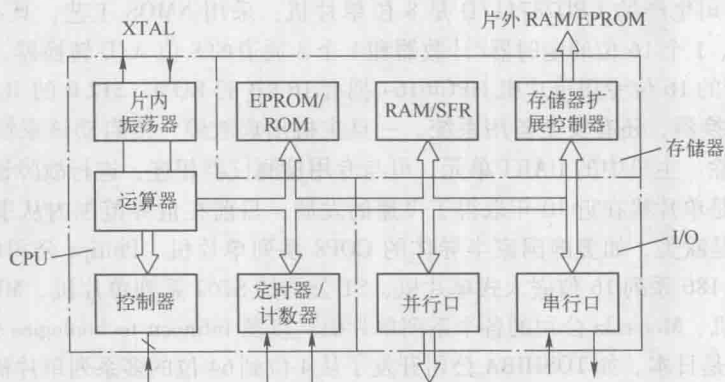 XTAL
片外 RAM/EPROM
片内
振荡器
EPROM/
ROM
RAM/SFR
存储器扩
展控制器
存储器
运算器
I/O
CPU
控制器
定时器/
计数器
并行口
串行口